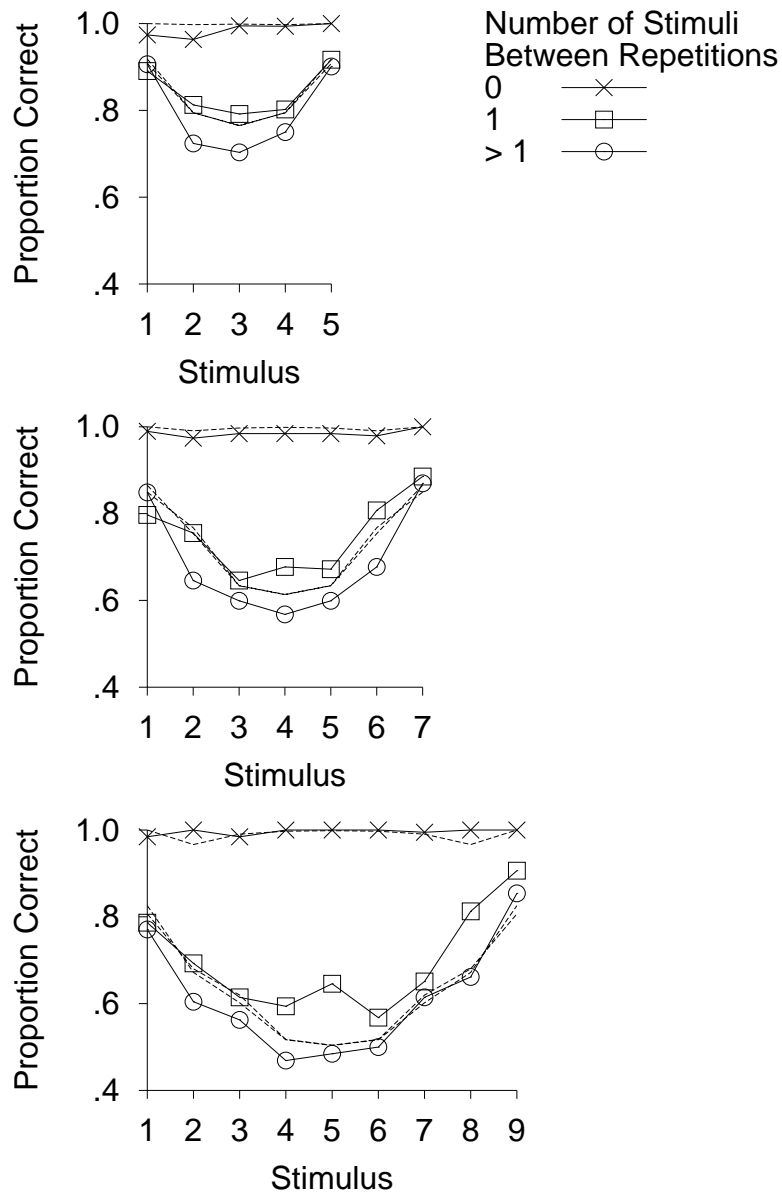 Number of Stimuli
Between Repetitions
0
1
> 1
Proportion Correct
1.0
.8
.6
.4
1 2 3 4 5
Stimulus
Proportion Correct
1.0
.8
.6
.4
1 2 3 4 5 6 7
Stimulus
Proportion Correct
1.0
.8
.6
.4
1 2 3 4 5 6 7 8 9
Stimulus